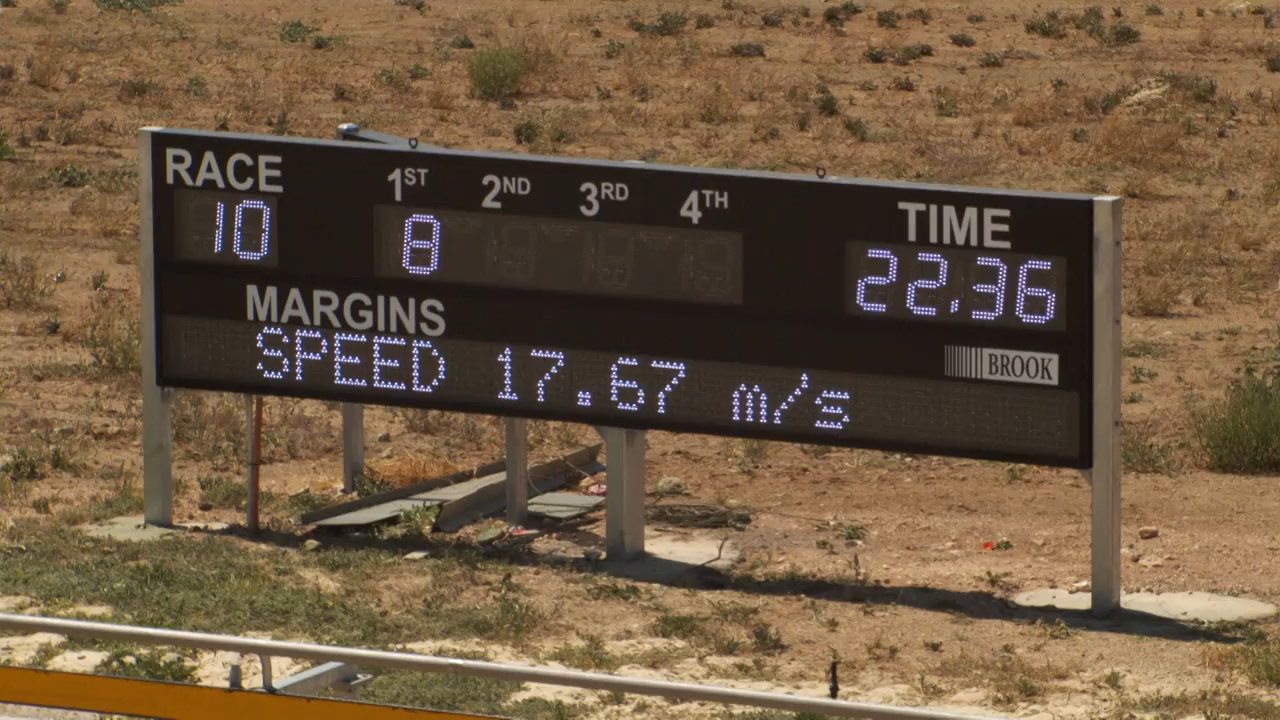 RACE 1ST 2ND 3RD 4TH TIME
10 8 22.36
MARGINS
BROOK
SPEED 17.67 m/s